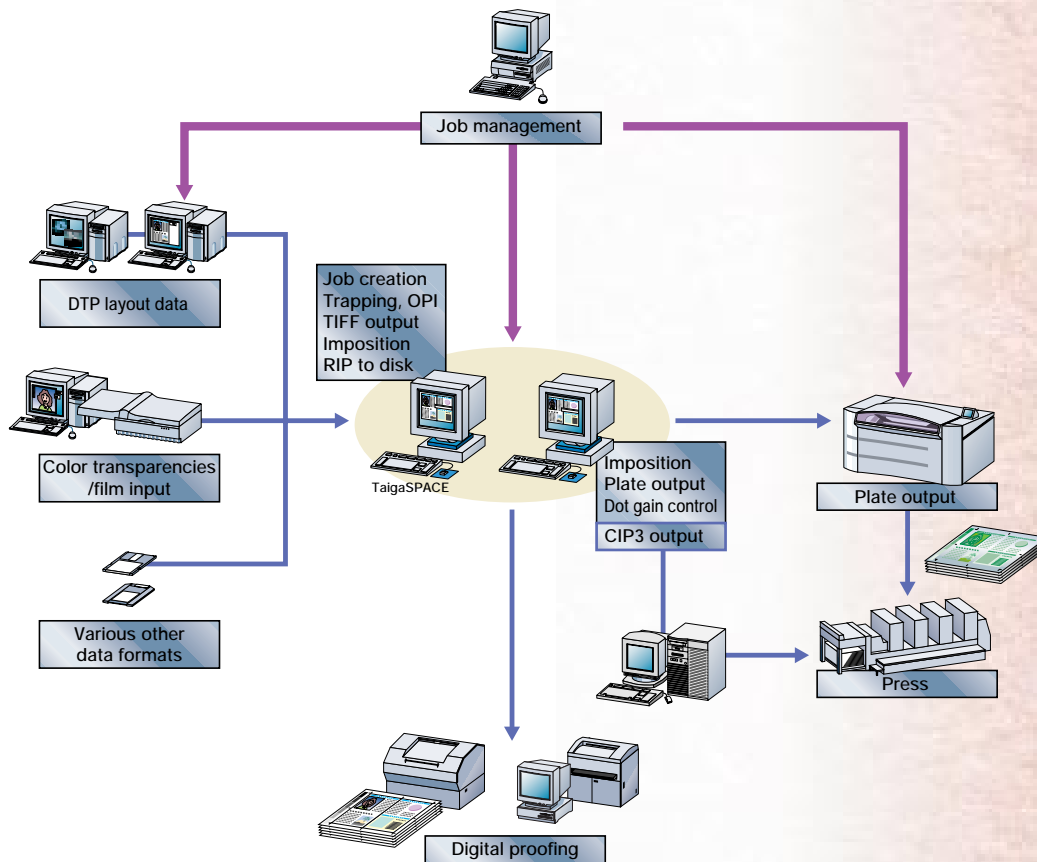 Job management
DTP layout data
Job creation
Trapping, OPI
TIFF output
Imposition
RIP to disk
Color transparencies
/film input
TaigaSPACE
Imposition
Plate output
Dot gain control
CIP3 output
Plate output
Various other
data formats
Press
Digital proofing